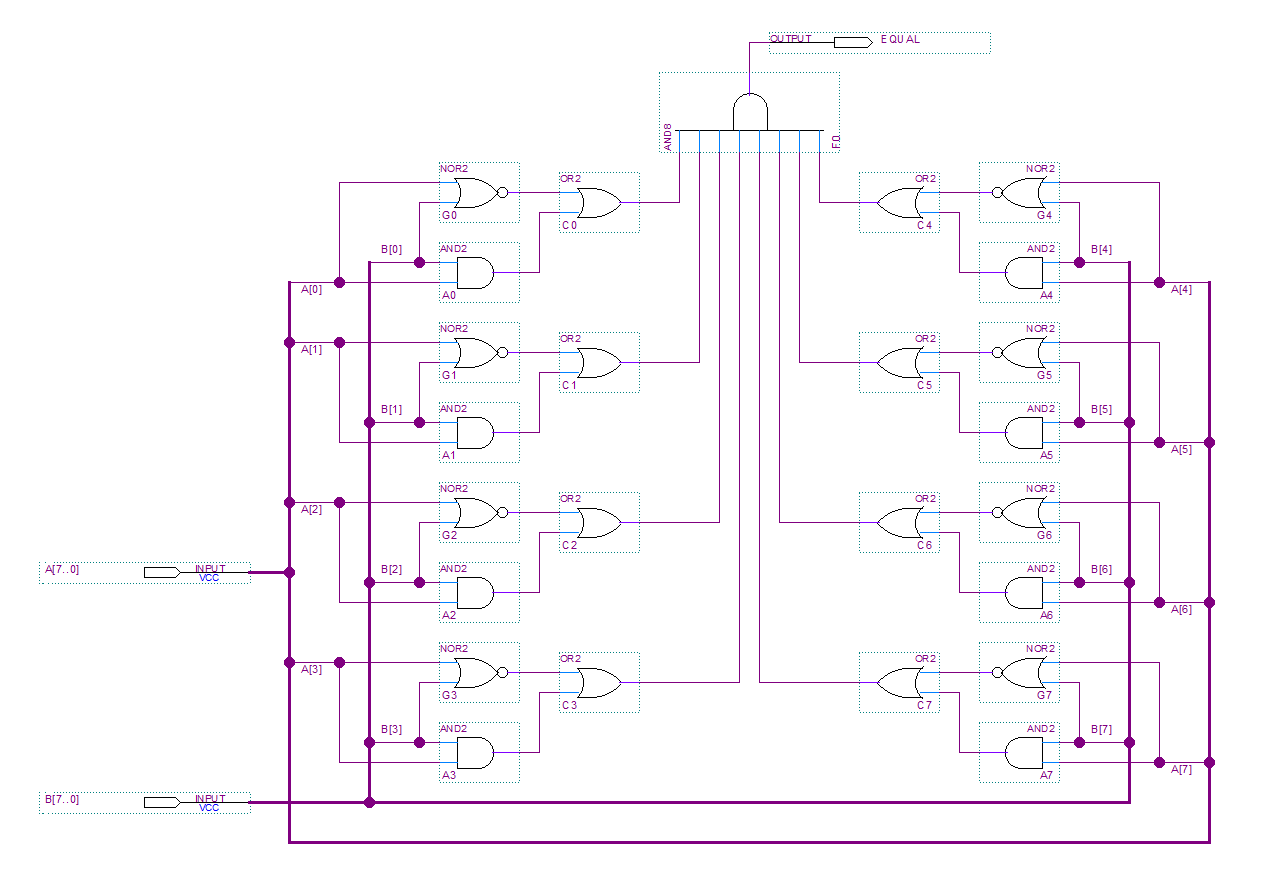 OUTPUT EQUAL
AND8
EQ
NOR2
G0
OR2
C0
B[0]
AND2
A0
A[0]
NOR2
G1
OR2
C1
A[1]
B[1]
AND2
A1
NOR2
G2
OR2
C2
A[2]
B[2]
AND2
A2
NOR2
G3
OR2
C3
A[3]
B[3]
AND2
A3
A[7..0] INPUT
VCC
B[7..0] INPUT
VCC
OR2
C4
NOR2
G4
AND2
A4
B[4]
A[4]
OR2
C5
NOR2
G5
AND2
A5
B[5]
A[5]
OR2
C6
NOR2
G6
AND2
A6
B[6]
A[6]
OR2
C7
NOR2
G7
AND2
A7
B[7]
A[7]